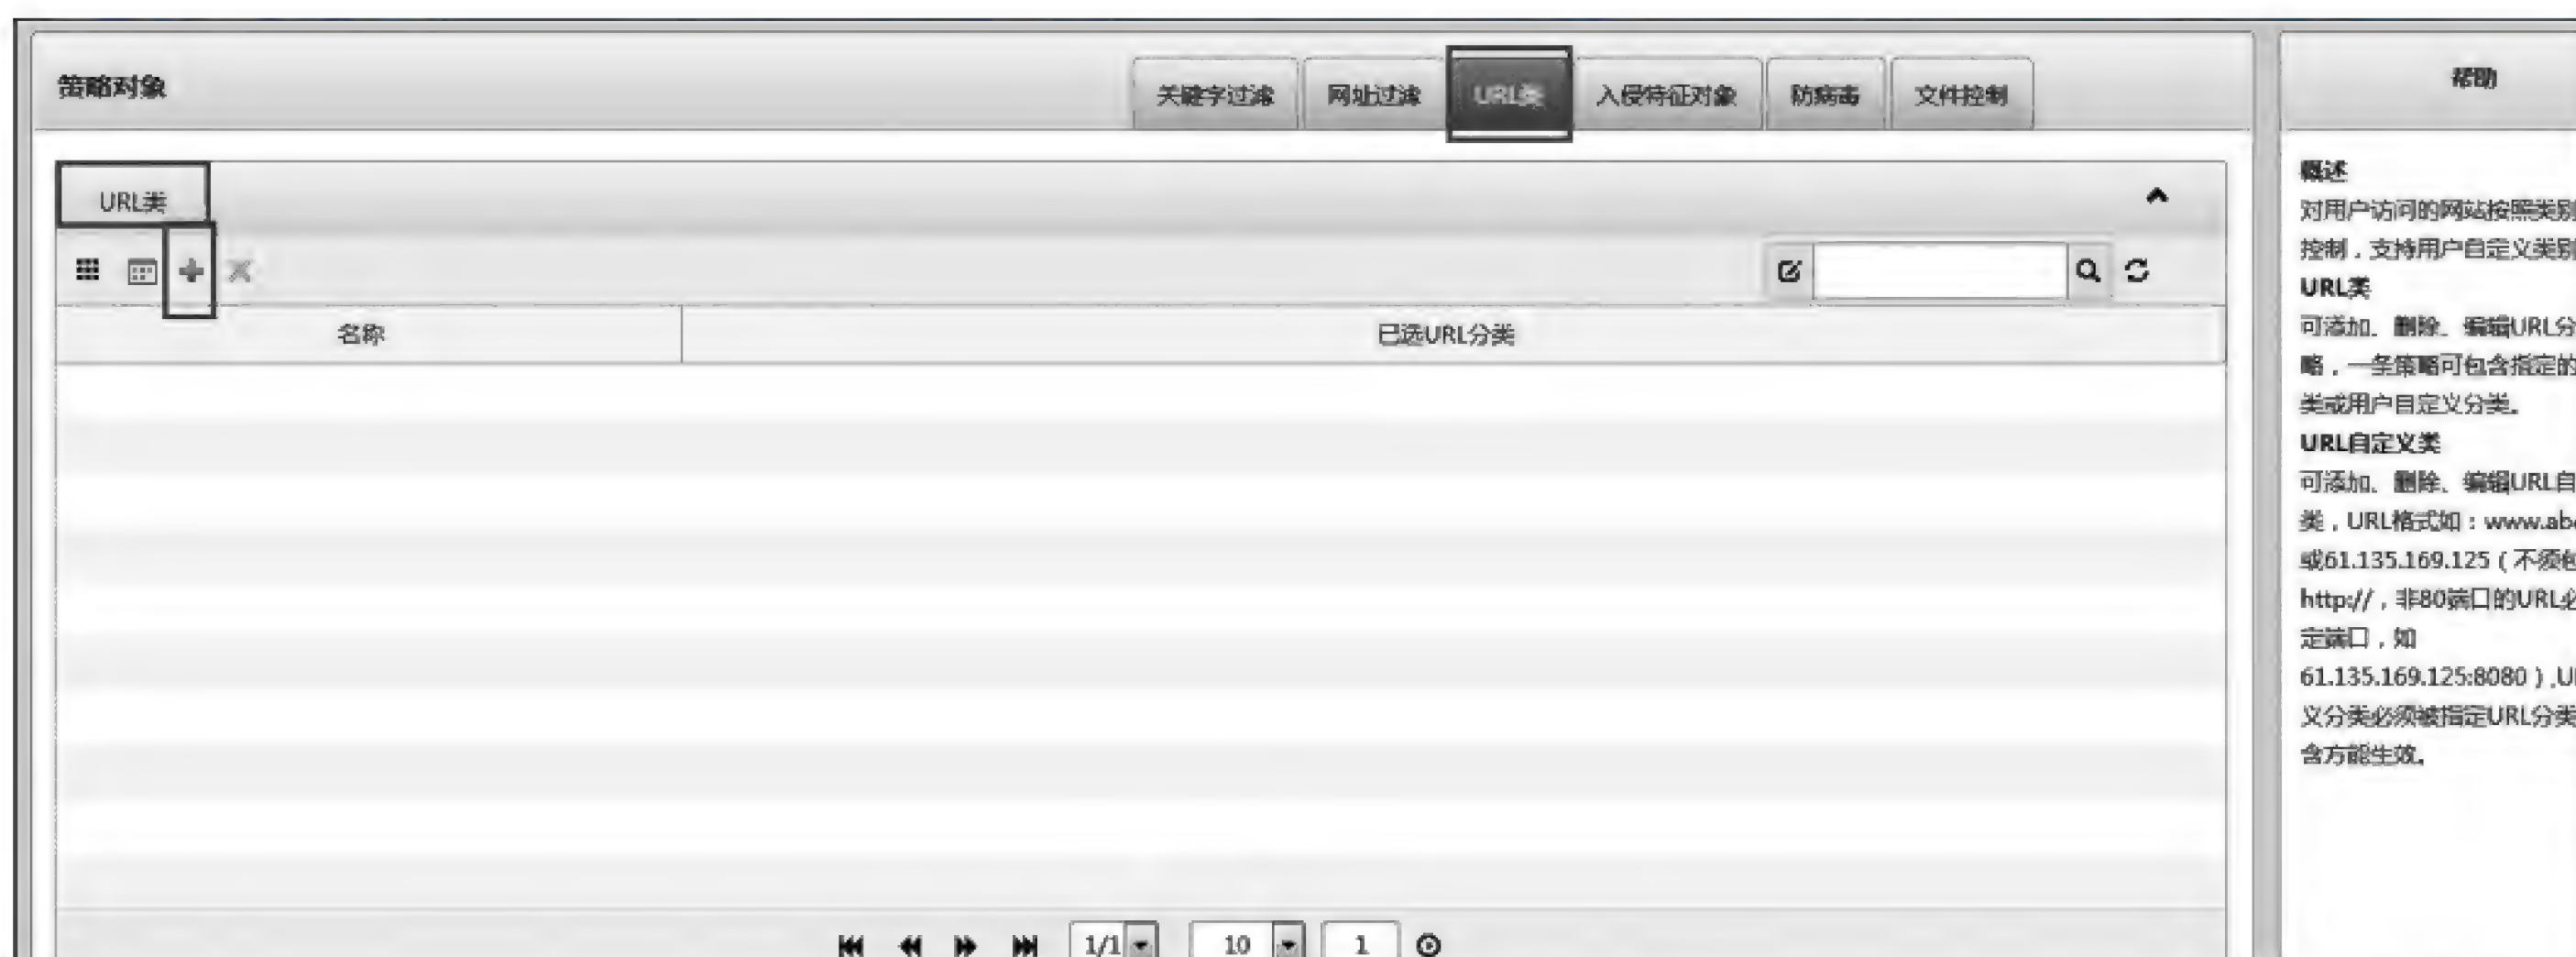 策略对象
关键字过滤 网址过滤 URL类 入侵特征对象 防病毒 文件控制
URL类
名称 已选URL分类
1/1 10 1
帮助
概述
对用户访问的网站按照类别
控制，支持用户自定义类别
URL类
可添加、删除、编辑URL分
略，一条策略可包含指定的
类或用户自定义分类。
URL自定义类
可添加、删除、编辑URL自
类，URL格式如：www.ab
或61.135.169.125（不须包
http://，非80端口的URL必
定端口，如
61.135.169.125:8080）,U
义分类必须被指定URL分类
含方能生效。